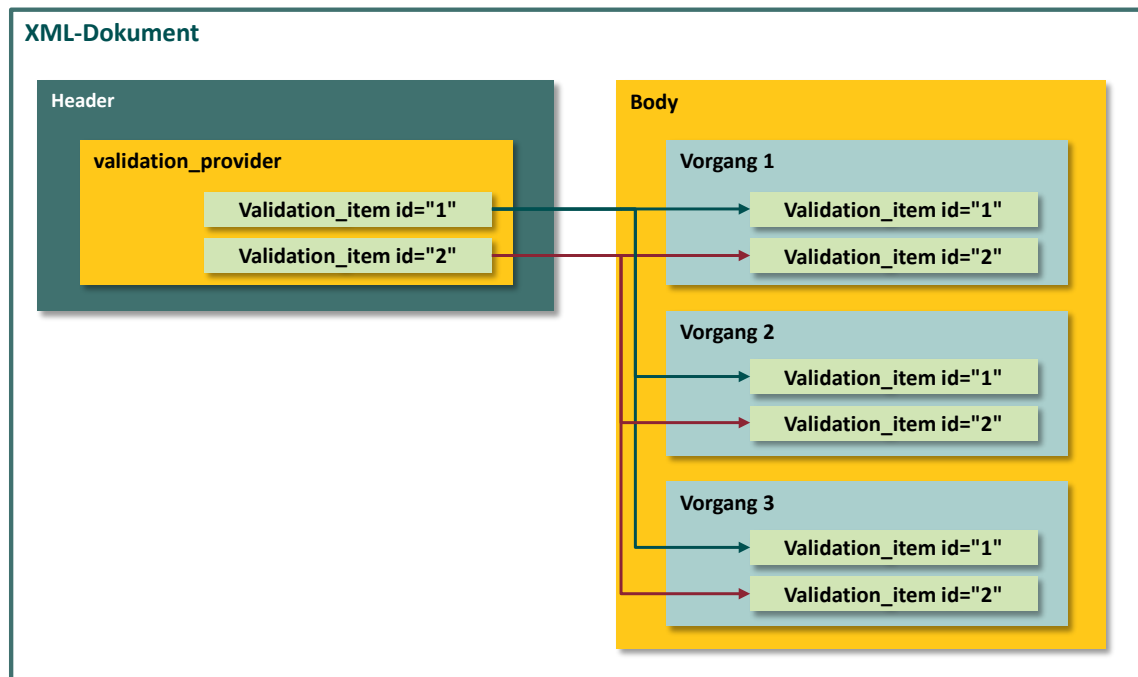 XML-Dokument
Header
validation_provider
Validation_item id="1"
Validation_item id="2"
Body
Vorgang 1
Validation_item id="1"
Validation_item id="2"
Vorgang 2
Validation_item id="1"
Validation_item id="2"
Vorgang 3
Validation_item id="1"
Validation_item id="2"